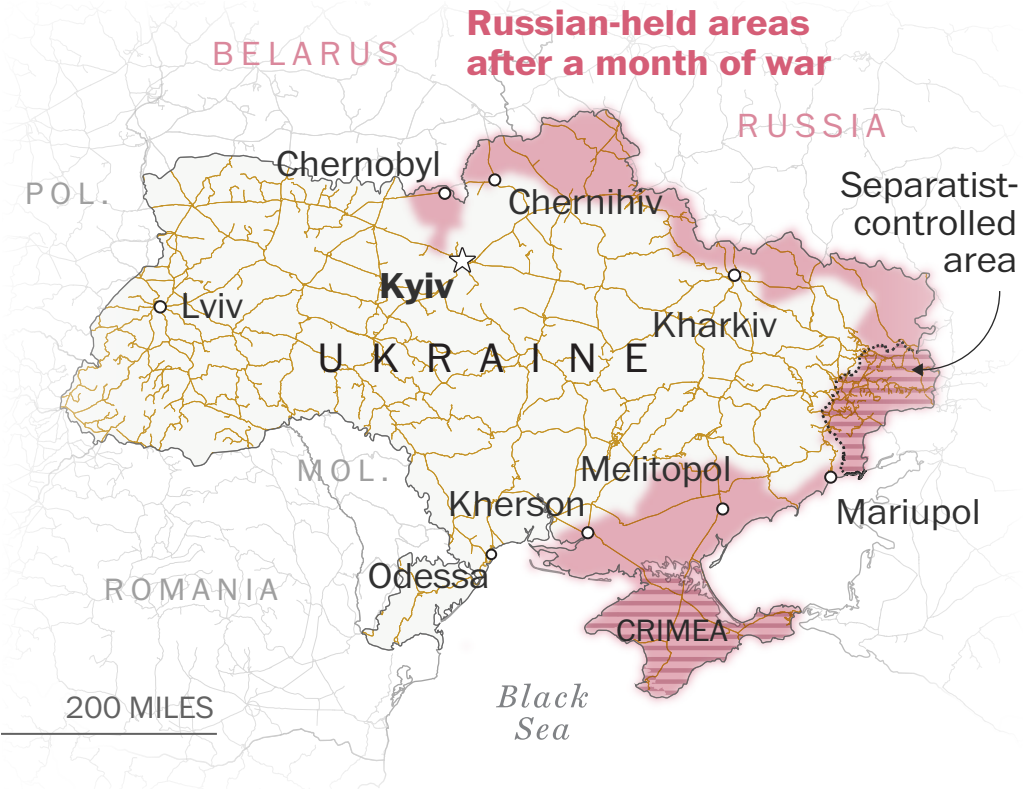 Russian-held areas
after a month of war
BELARUS
RUSSIA
Chernobyl
POL.
Chernihiv
Separatist-
controlled
area
Kyiv
Lviv
Kharkiv
UKRAINE
MOL.
Melitopol
Kherson
Mariupol
Odessa
ROMANIA
CRIMEA
200 MILES
Black
Sea